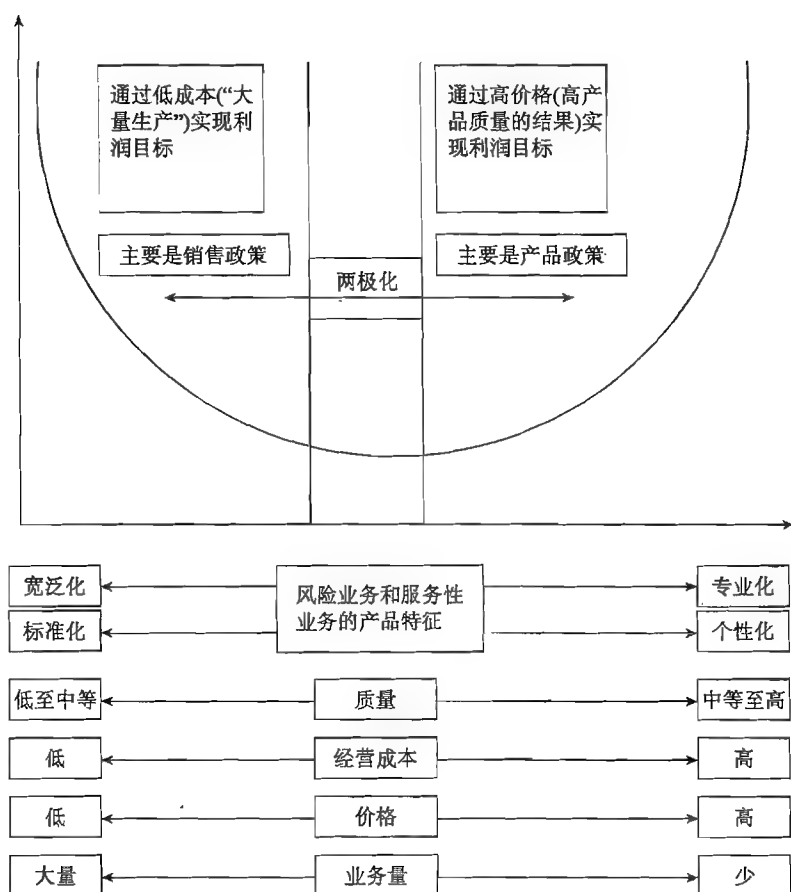 通过低成本(“大
量生产”)实现利
润目标
通过高价格(高产
品质量的结果)实
现利润目标
主要是销售政策
主要是产品政策
两极化
宽泛化
风险业务和服务性
业务的产品特征
专业化
标准化
个性化
低至中等
质量
中等至高
低
经营成本
高
低
价格
高
大量
业务量
少